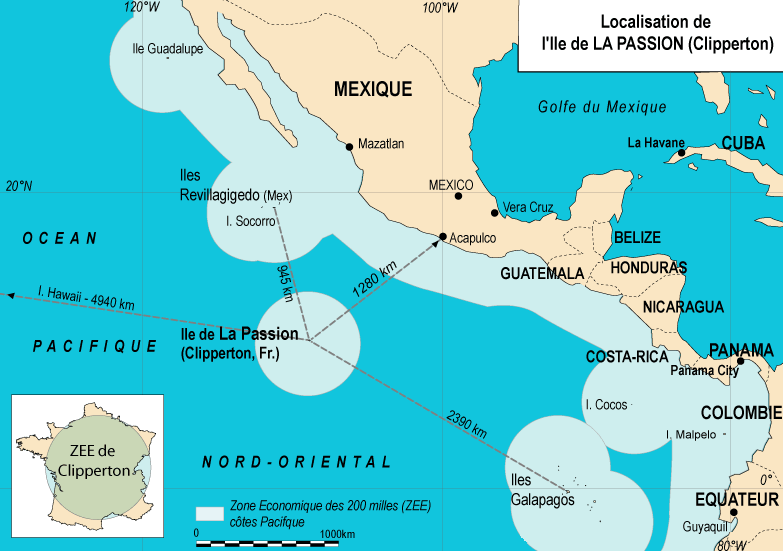 120°W
100°W
Localisation de
l'Ile de LA PASSION (Clipperton)
Ile Guadalupe
MEXIQUE
Golfe du Mexique
Mazatlan
La Havane
CUBA
Iles
Revillagigedo (Mex)
20°N
MEXICO
Vera Cruz
I. Socorro
OCEAN
Acapulco
BELIZE
GUATEMALA
HONDURAS
945 km
1280 km
I. Hawaii - 4940 km
NICARAGUA
Ile de La Passion
(Clipperton, Fr.)
PACIFIQUE
COSTA-RICA
PANAMA
Panama City
I. Cocos
COLOMBIE
2390 km
I. Malpelo
ZEE de
Clipperton
NORD-ORIENTAL
Iles
Galapagos
0°
EQUATEUR
Guyaquil
Zone Economique des 200 milles (ZEE)
côtes Pacifque
0
1000km
80°W